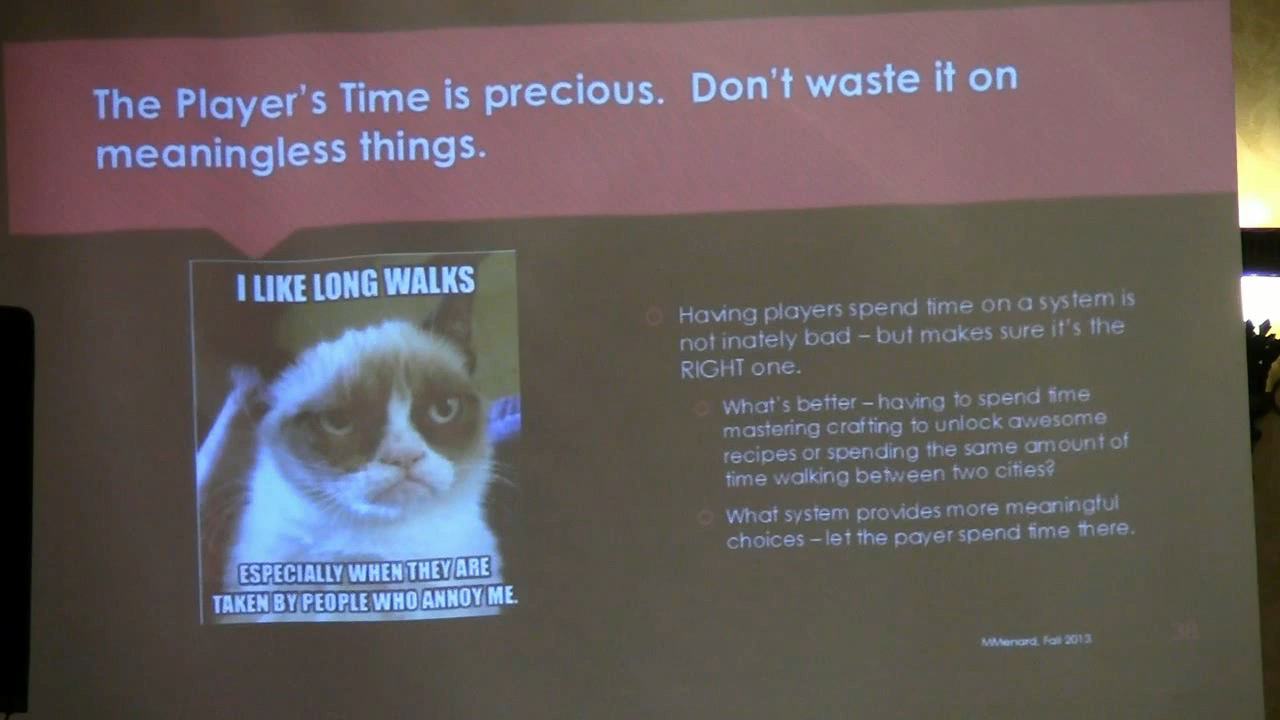 The Player's Time is precious.  Don't waste it on
meaningless things.
I LIKE LONG WALKS
ESPECIALLY WHEN THEY ARE
TAKEN BY PEOPLE WHO ANNOY ME.
Having players spend time on a system is
not inately bad – but makes sure it's the
RIGHT one.
What's better – having to spend time
mastering crafting to unlock awesome
recipes or spending the same amount of
time walking between two cities?
What system provides more meaningful
choices – let the payer spend time there.
MMenard, Fall 2013